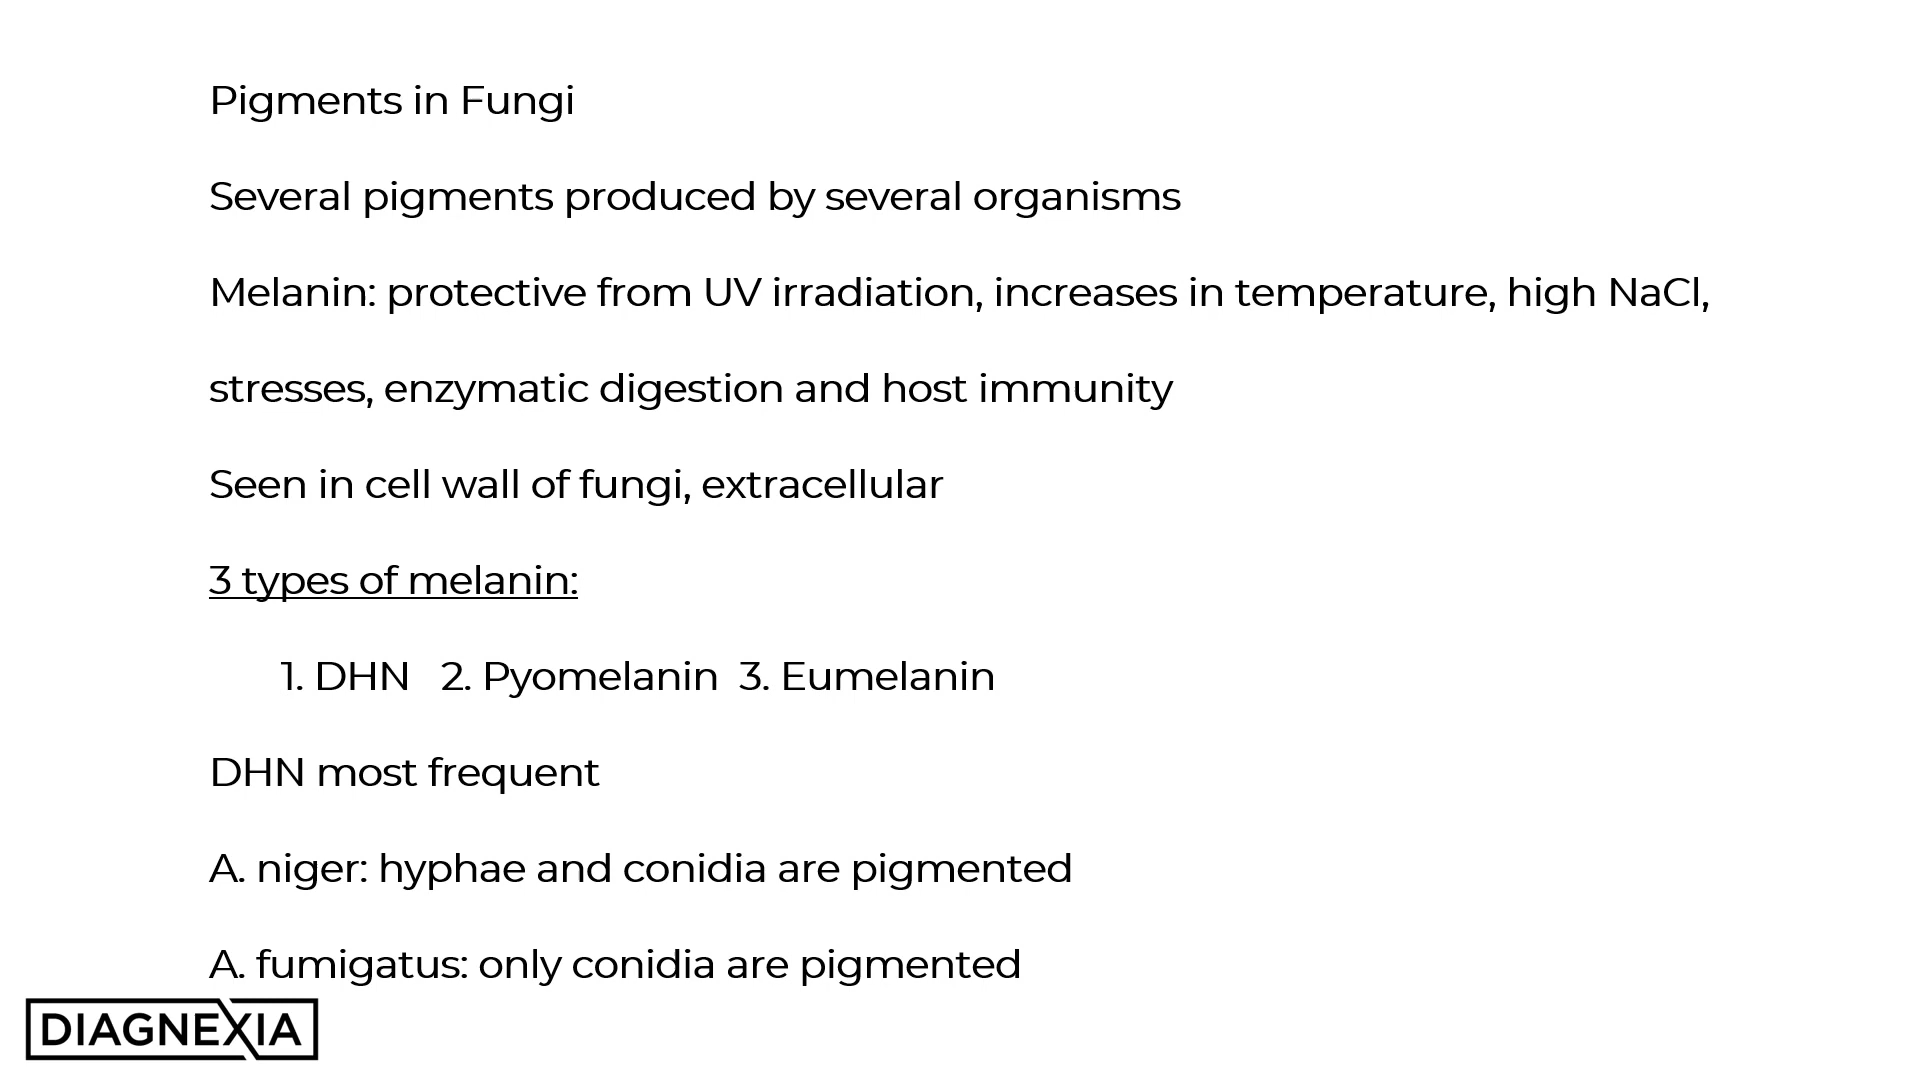 Pigments in Fungi
Several pigments produced by several organisms
Melanin: protective from UV irradiation, increases in temperature, high NaCl,
stresses, enzymatic digestion and host immunity
Seen in cell wall of fungi, extracellular
3 types of melanin:
1. DHN 2. Pyomelanin 3. Eumelanin
DHN most frequent
A. niger: hyphae and conidia are pigmented
A. fumigatus: only conidia are pigmented
DIAGNEXIA